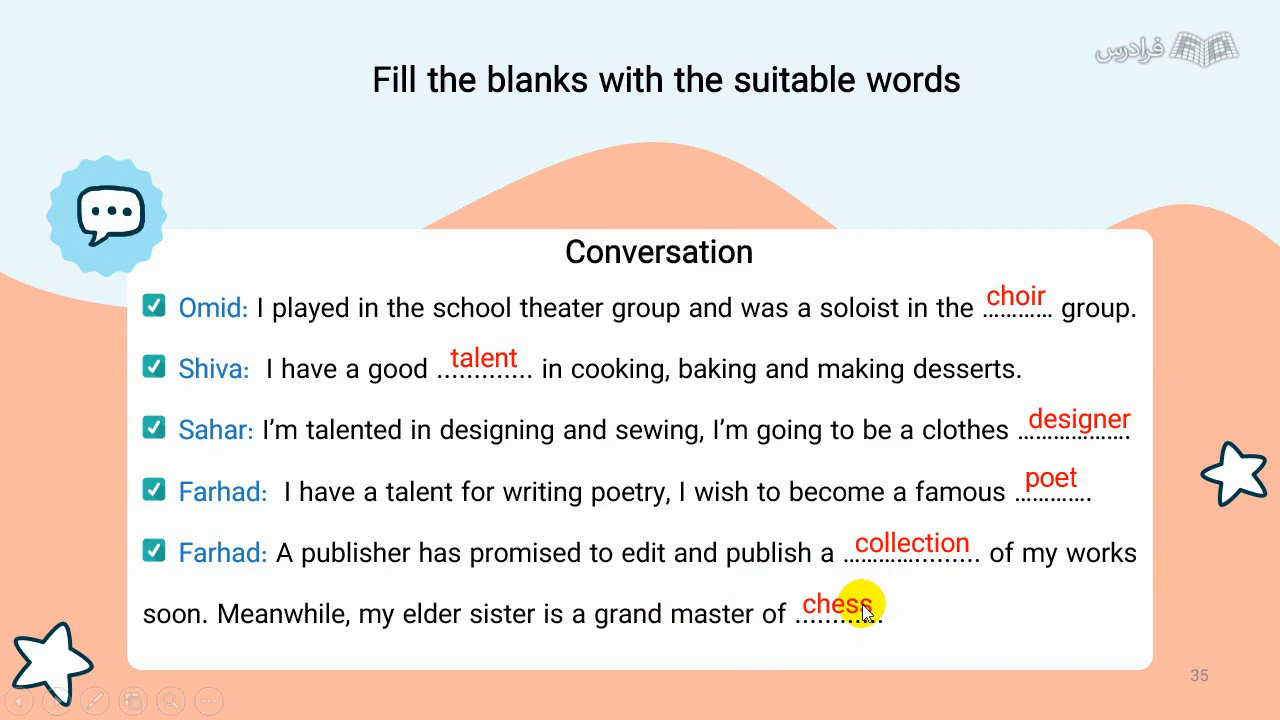 فرادرس
Fill the blanks with the suitable words
Conversation
Omid: I played in the school theater group and was a soloist in the choir ............ group.
Shiva: I have a good talent ............. in cooking, baking and making desserts.
Sahar: I’m talented in designing and sewing, I’m going to be a clothes designer ...................
Farhad: I have a talent for writing poetry, I wish to become a famous poet .............
Farhad: A publisher has promised to edit and publish a collection ..................... of my works
soon. Meanwhile, my elder sister is a grand master of chess ............
35